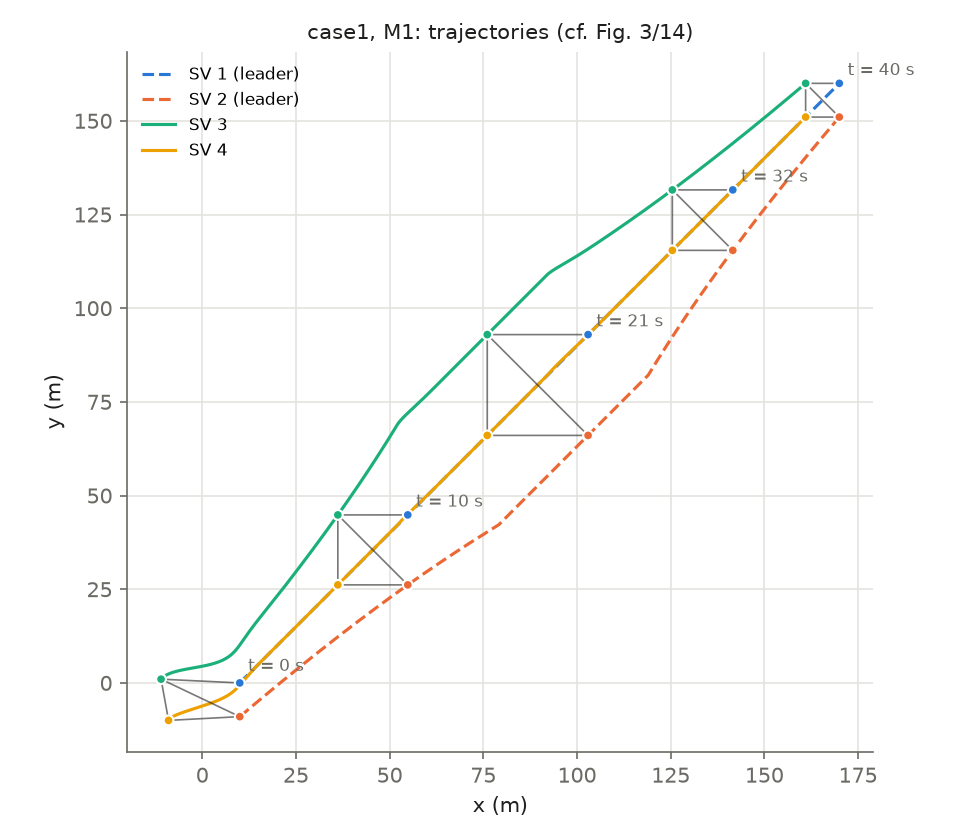 case1, M1: trajectories (cf. Fig. 3/14)
SV 1 (leader)
SV 2 (leader)
SV 3
SV 4
t = 40 s
t = 32 s
t = 21 s
t = 10 s
t = 0 s
150
125
100
75
50
25
0
y (m)
0 25 50 75 100 125 150 175
x (m)